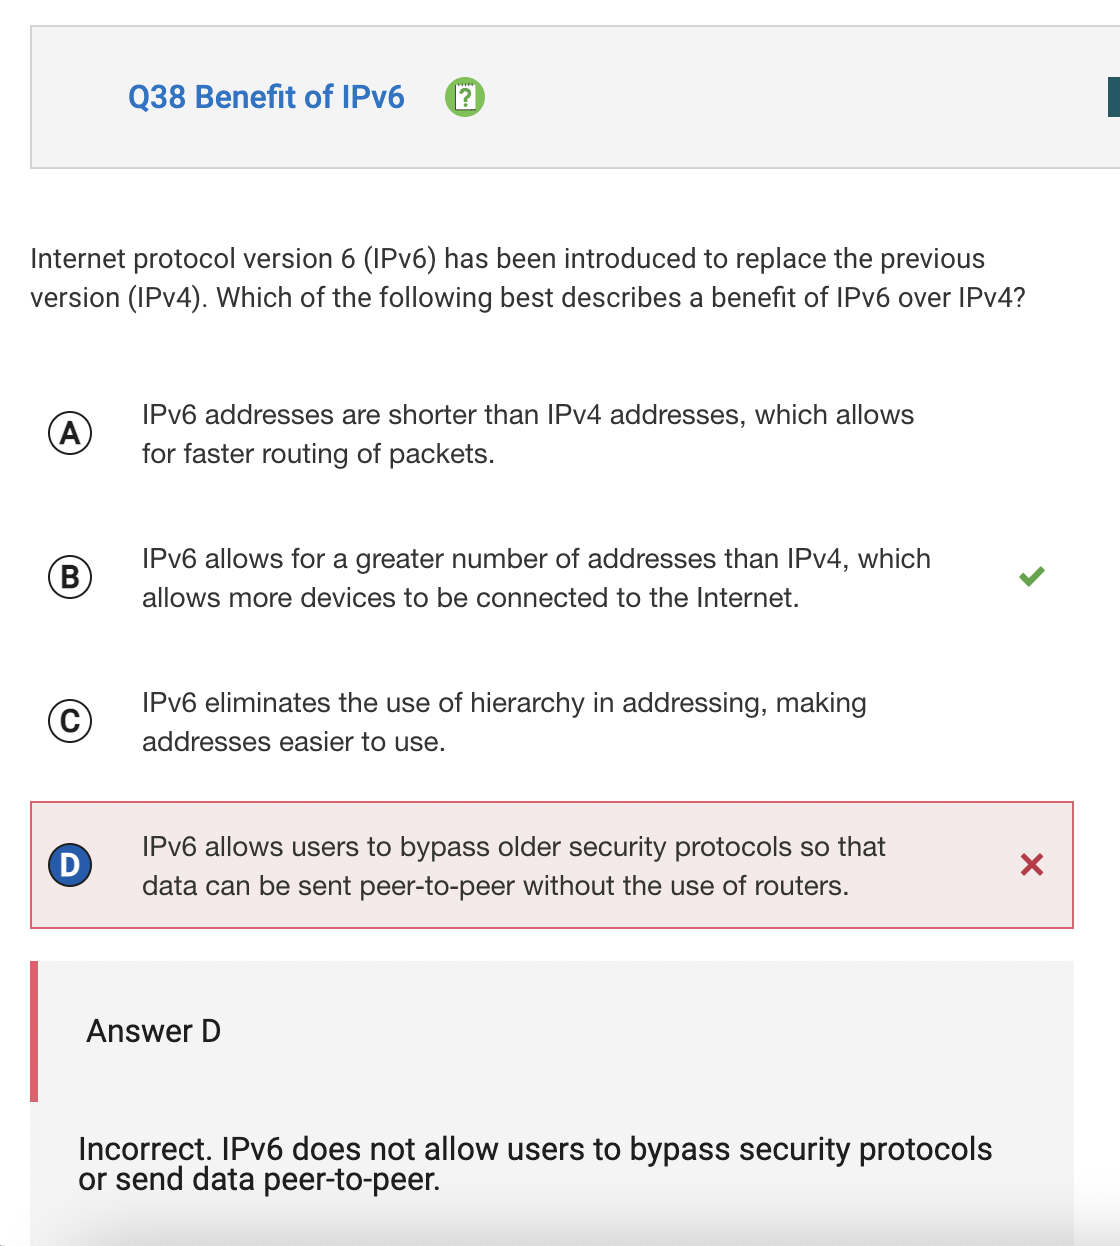 Q38 Benefit of IPv6
?
Internet protocol version 6 (IPv6) has been introduced to replace the previous
version (IPv4). Which of the following best describes a benefit of IPv6 over IPv4?
A
IPv6 addresses are shorter than IPv4 addresses, which allows
for faster routing of packets.
B
IPv6 allows for a greater number of addresses than IPv4, which
allows more devices to be connected to the Internet.
C
IPv6 eliminates the use of hierarchy in addressing, making
addresses easier to use.
D
IPv6 allows users to bypass older security protocols so that
data can be sent peer-to-peer without the use of routers.
Answer D
Incorrect. IPv6 does not allow users to bypass security protocols
or send data peer-to-peer.